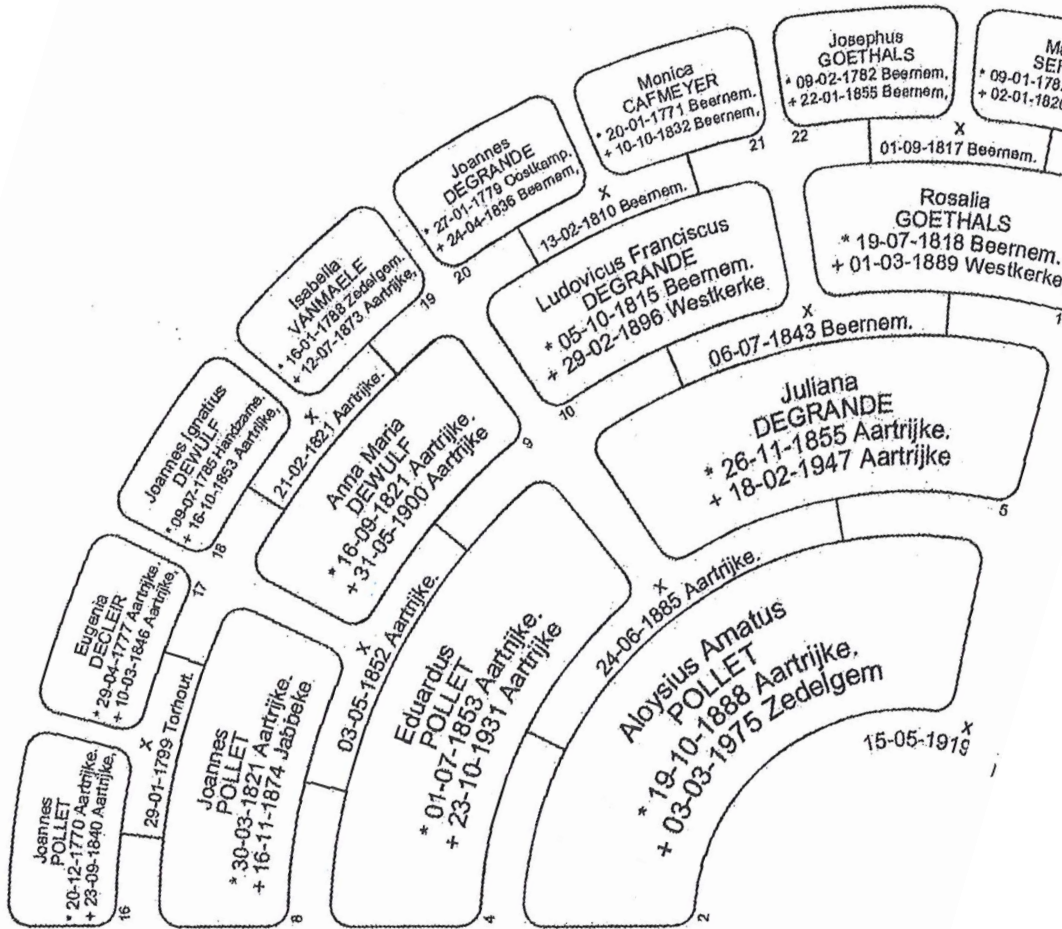 Joannes
POLLET
* 20-12-1770 Aartrijke.
+ 23-09-1840 Aartrijke,
16
X
29-01-1799 Torhout.
Eugenia
DECLEIR
* 29-04-1777 Aartrijke.
+ 10-03-1846 Aartrijke,
17
Joannes Ignatius
DEWULF
* 09-07-1785 Handzame.
+ 16-10-1853 Aartrijke,
18
X
21-02-1821 Aartrijke.
Isabella
VANMAELE
* 16-01-1788 Zedelgem.
+ 12-07-1873 Aartrijke,
19
Joannes
DEGRANDE
* 27-01-1779 Oostkamp.
+ 24-04-1836 Beernem,
20
X
13-02-1810 Beernem.
Monica
CAFMEYER
* 20-01-1771 Beernem.
+ 10-10-1832 Beernem,
21
Josephus
GOETHALS
* 09-02-1782 Beernem,
+ 22-01-1855 Beernem,
22
X
01-09-1817 Beernem.
* 09-01-178
+ 02-01-182
Joannes
POLLET
* 30-03-1821 Aartrijke.
+ 16-11-1874 Jabbeke
8
X
03-05-1852 Aartrijke.
Anna Maria
DEWULF
* 16-09-1821 Aartrijke.
+ 31-05-1900 Aartrijke
9
Ludovicus Franciscus
DEGRANDE
* 05-10-1815 Beernem.
+ 29-02-1896 Westkerke
10
X
06-07-1843 Beernem.
Rosalia
GOETHALS
* 19-07-1818 Beernem.
+ 01-03-1889 Westkerke
Eduardus
POLLET
* 01-07-1853 Aartrijke.
+ 23-10-1931 Aartrijke
4
X
24-06-1885 Aartrijke.
Juliana
DEGRANDE
* 26-11-1855 Aartrijke.
+ 18-02-1947 Aartrijke
5
Aloysius Amatus
POLLET
* 19-10-1888 Aartrijke,
+ 03-03-1975 Zedelgem
2
X
15-05-1919